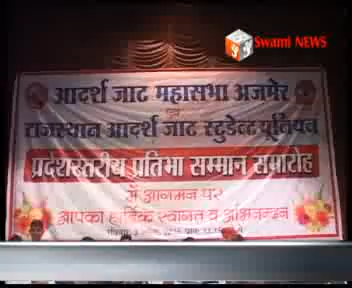 Swami NEWS
आदर्श जाट महासभा अजमेर
राजस्थान आदर्श जाट स्टुडेन्ट यूनियन
प्रदेशस्तरीय प्रतिभा सम्मान समारोह
में आगमन पर
आपका हार्दिक स्वागत व अभिनन्दन